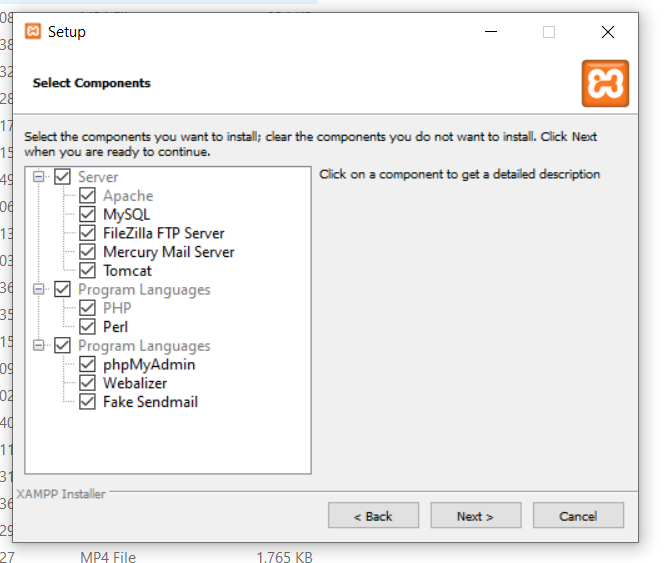 Setup
Select Components
Select the components you want to install; clear the components you do not want to install. Click Next
when you are ready to continue.
Server
Apache
MySQL
FileZilla FTP Server
Mercury Mail Server
Tomcat
Program Languages
PHP
Perl
Program Languages
phpMyAdmin
Webalizer
Fake Sendmail
Click on a component to get a detailed description
XAMPP Installer
< Back
Next >
Cancel
27 MP4 File 1.765 KB